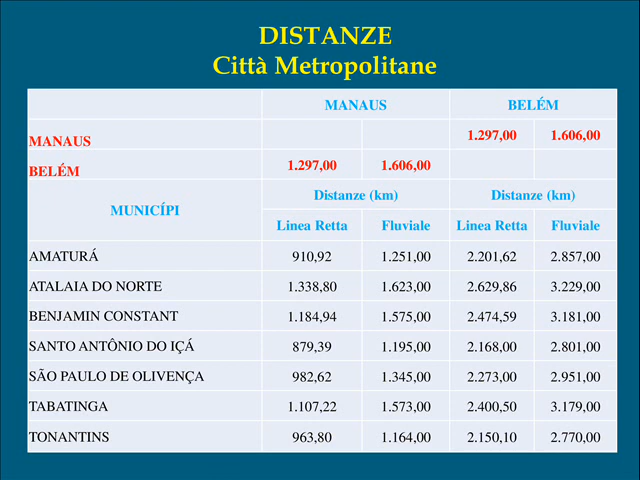 DISTANZE
Città Metropolitane
MANAUS BELÉM
MANAUS 1.297,00 1.606,00
BELÉM 1.297,00 1.606,00
MUNICÍPI Distanze (km) Distanze (km)
Linea Retta Fluviale Linea Retta Fluviale
AMATURÁ 910,92 1.251,00 2.201,62 2.857,00
ATALAIA DO NORTE 1.338,80 1.623,00 2.629,86 3.229,00
BENJAMIN CONSTANT 1.184,94 1.575,00 2.474,59 3.181,00
SANTO ANTÔNIO DO IÇÁ 879,39 1.195,00 2.168,00 2.801,00
SÃO PAULO DE OLIVENÇA 982,62 1.345,00 2.273,00 2.951,00
TABATINGA 1.107,22 1.573,00 2.400,50 3.179,00
TONANTINS 963,80 1.164,00 2.150,10 2.770,00